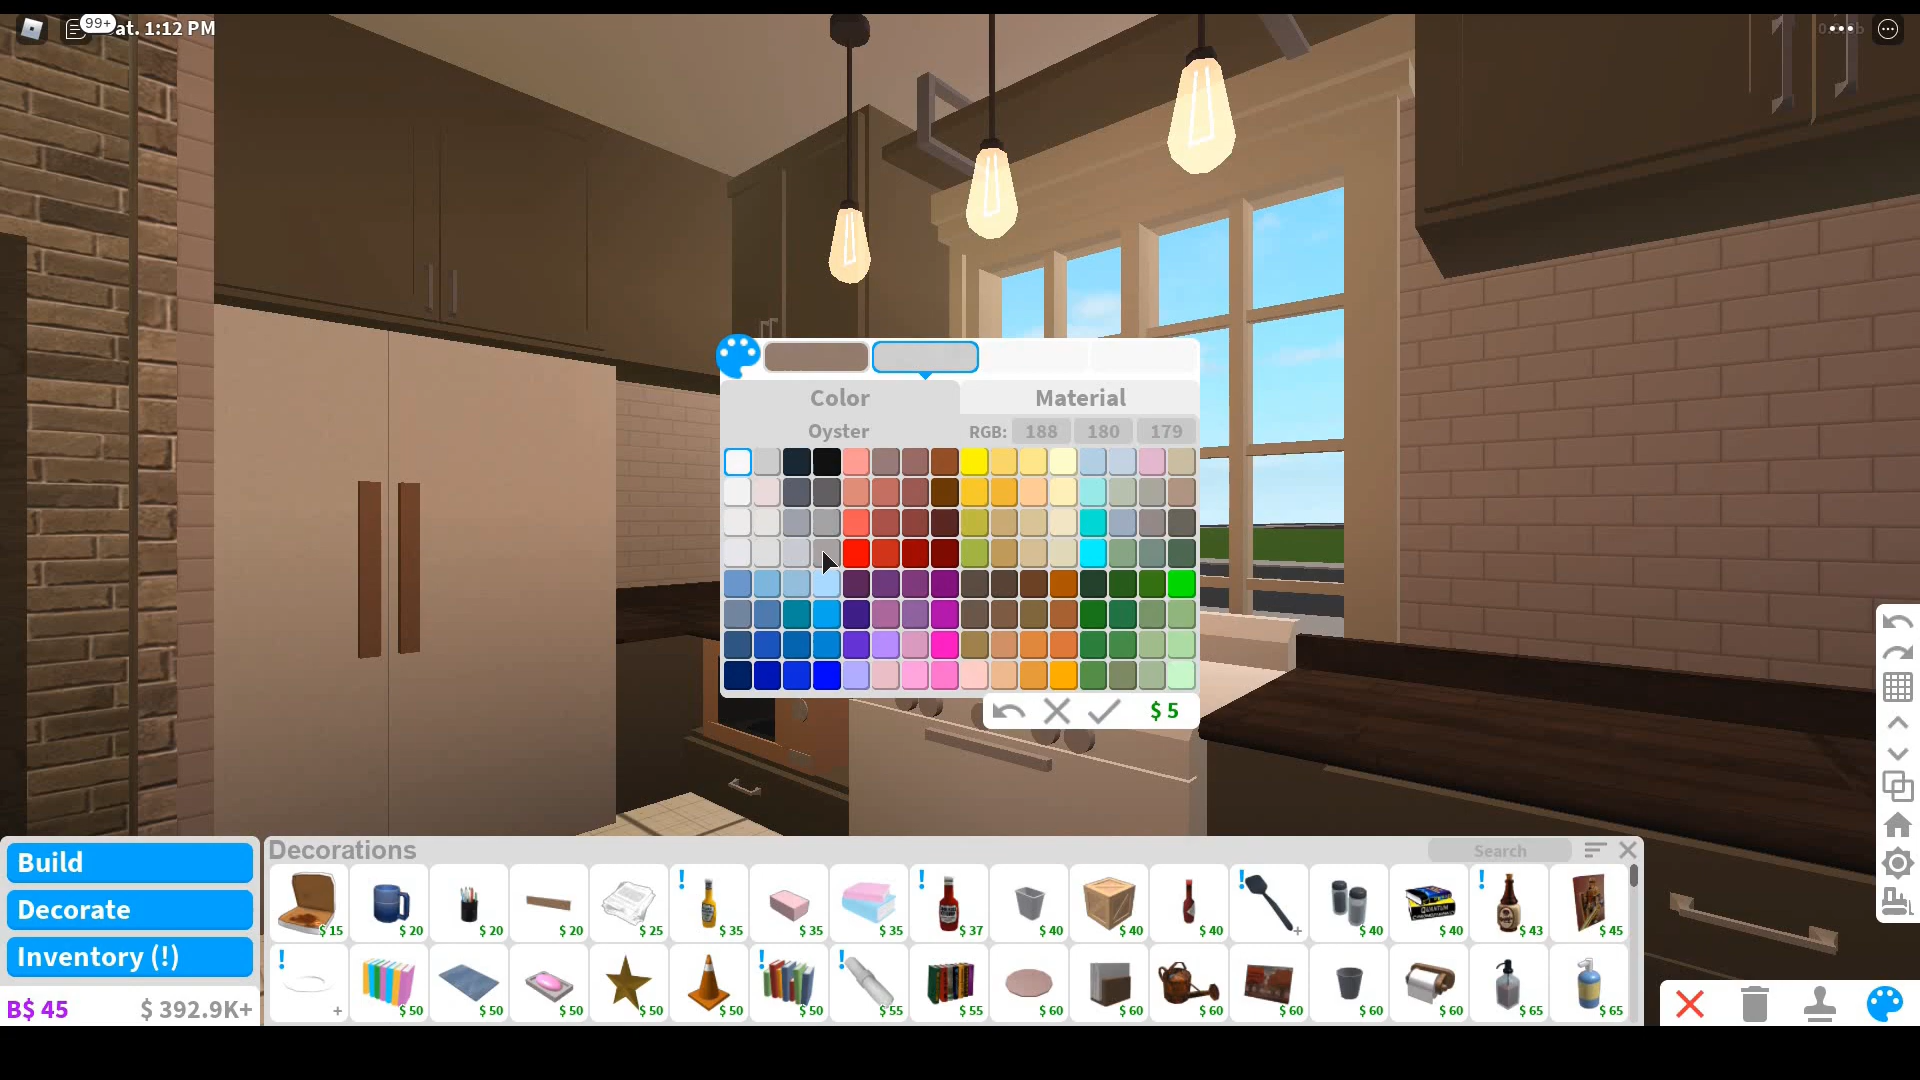 99+
at. 1:12 PM
Color
Material
Oyster
RGB: 188 180 179
$ 5
Build
Decorate
Inventory (!)
B$ 45
$ 392.9K+
Decorations
Search
$ 15
$ 20
$ 20
$ 20
$ 25
! $ 35
$ 35
$ 35
! $ 37
$ 40
$ 40
$ 40
! +
$ 40
QUANTUM
$ 40
! $ 43
$ 45
! +
$ 50
$ 50
$ 50
$ 50
$ 50
! $ 50
! $ 55
$ 55
$ 60
$ 60
$ 60
$ 60
$ 60
$ 60
$ 65
$ 65